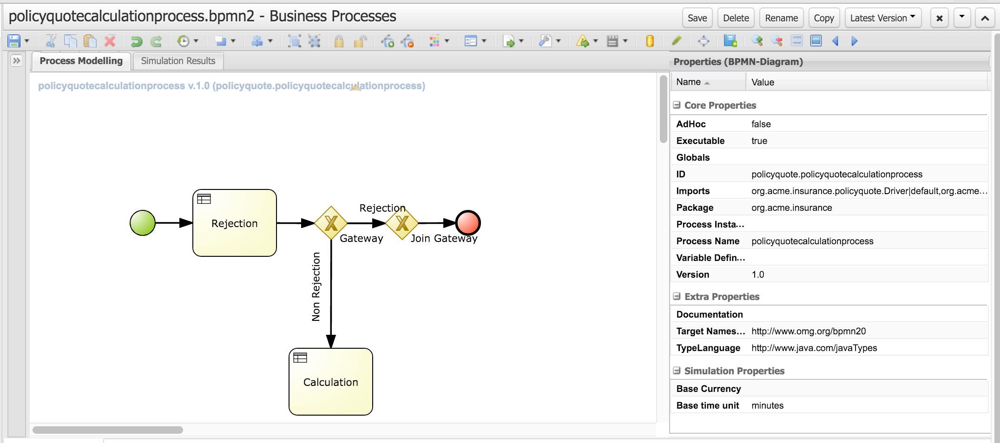 policyquotecalculationprocess.bpmn2 - Business Processes
Save
Delete
Rename
Copy
Latest Version
Process Modelling
Simulation Results
policyquotecalculationprocess v.1.0 (policyquote.policyquotecalculationprocess)
Rejection
Rejection
Gateway
Join Gateway
Non Rejection
Calculation
Properties (BPMN-Diagram)
Name Value
Core Properties
AdHoc false
Executable true
Globals
ID policyquote.policyquotecalculationprocess
Imports org.acme.insurance.policyquote.Driver|default,org.acme...
Package org.acme.insurance
Process Insta...
Process Name policyquotecalculationprocess
Variable Defin...
Version 1.0
Extra Properties
Documentation
Target Names... http://www.omg.org/bpmn20
TypeLanguage http://www.java.com/javaTypes
Simulation Properties
Base Currency
Base time unit minutes